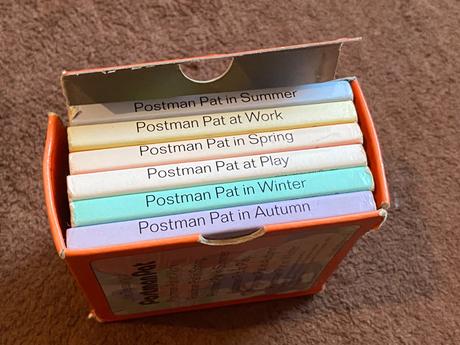 Postman Pat in Summer
Postman Pat at Work
Postman Pat in Spring
Postman Pat at Play
Postman Pat in Winter
Postman Pat in Autumn
Postman Pat